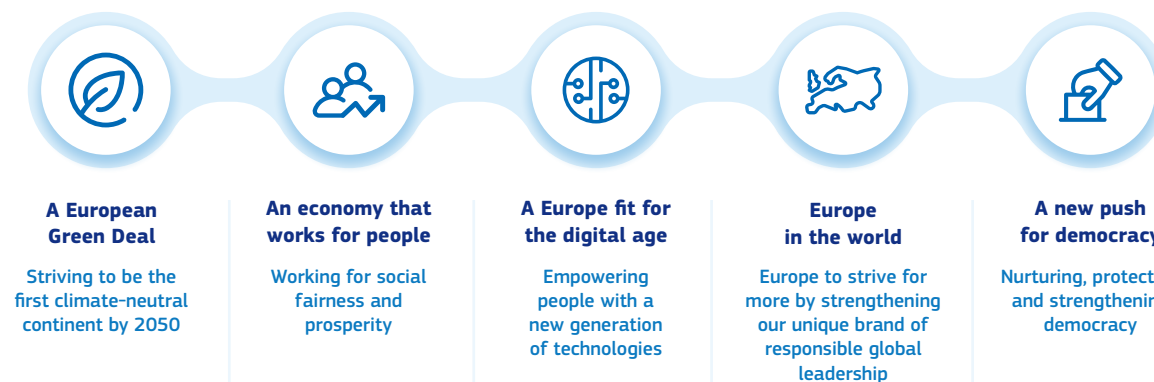 A European
Green Deal
Striving to be the
first climate-neutral
continent by 2050
An economy that
works for people
Working for social
fairness and
prosperity
A Europe fit for
the digital age
Empowering
people with a
new generation
of technologies
Europe
in the world
Europe to strive for
more by strengthening
our unique brand of
responsible global
leadership
A new push
for democracy
Nurturing, protect
and strengthenin
democracy